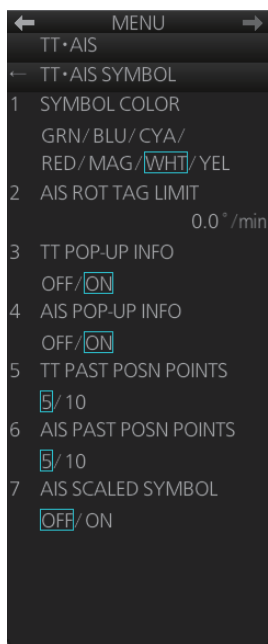 ← MENU →
TT•AIS
← TT•AIS SYMBOL
1 SYMBOL COLOR
GRN/BLU/CYA/
RED/MAG/WHT/YEL
2 AIS ROT TAG LIMIT
0.0°/min
3 TT POP-UP INFO
OFF/ON
4 AIS POP-UP INFO
OFF/ON
5 TT PAST POSN POINTS
5/10
6 AIS PAST POSN POINTS
5/10
7 AIS SCALED SYMBOL
OFF/ON